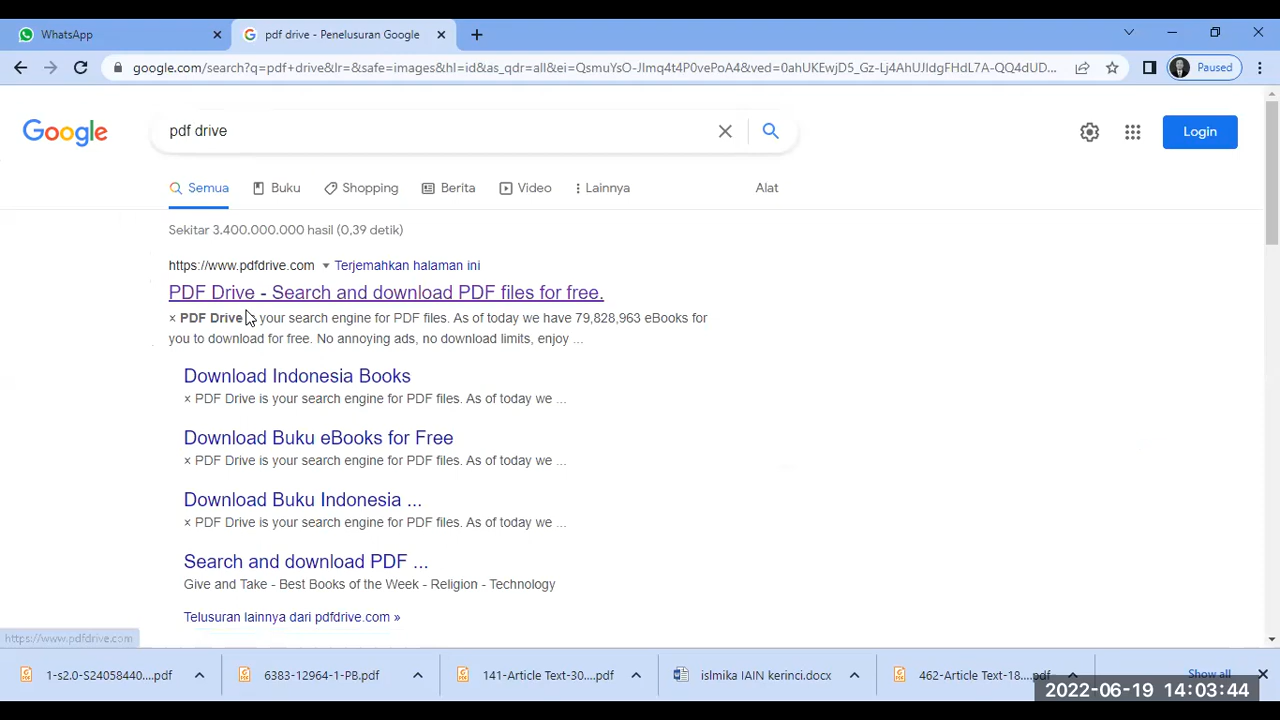 WhatsApp
pdf drive - Penelusuran Google
google.com/search?q=pdf+drive&lr=&safe=images&hl=id&as_qdr=all&ei=QsmuYsO-JImq4t4P0vePoA4&ved=0ahUKEwjD5_Gz-Lj4AhUJldgFHdL7A-QQ4dUD...
Paused
Google
pdf drive
Login
Semua
Buku
Shopping
Berita
Video
Lainnya
Alat
Sekitar 3.400.000.000 hasil (0,39 detik)
https://www.pdfdrive.com
Terjemahkan halaman ini
PDF Drive - Search and download PDF files for free.
× PDF Drive your search engine for PDF files. As of today we have 79,828,963 eBooks for
you to download for free. No annoying ads, no download limits, enjoy ...
Download Indonesia Books
× PDF Drive is your search engine for PDF files. As of today we ...
Download Buku eBooks for Free
× PDF Drive is your search engine for PDF files. As of today we ...
Download Buku Indonesia ...
× PDF Drive is your search engine for PDF files. As of today we ...
Search and download PDF ...
Give and Take - Best Books of the Week - Religion - Technology
Telusuran lainnya dari pdfdrive.com »
https://www.pdfdrive.com
1-s2.0-S24058440....pdf
6383-12964-1-PB.pdf
141-Article Text-30....pdf
islmika IAIN kerinci.docx
462-Article Text-18....pdf
Show all
2022-06-19 14:03:44